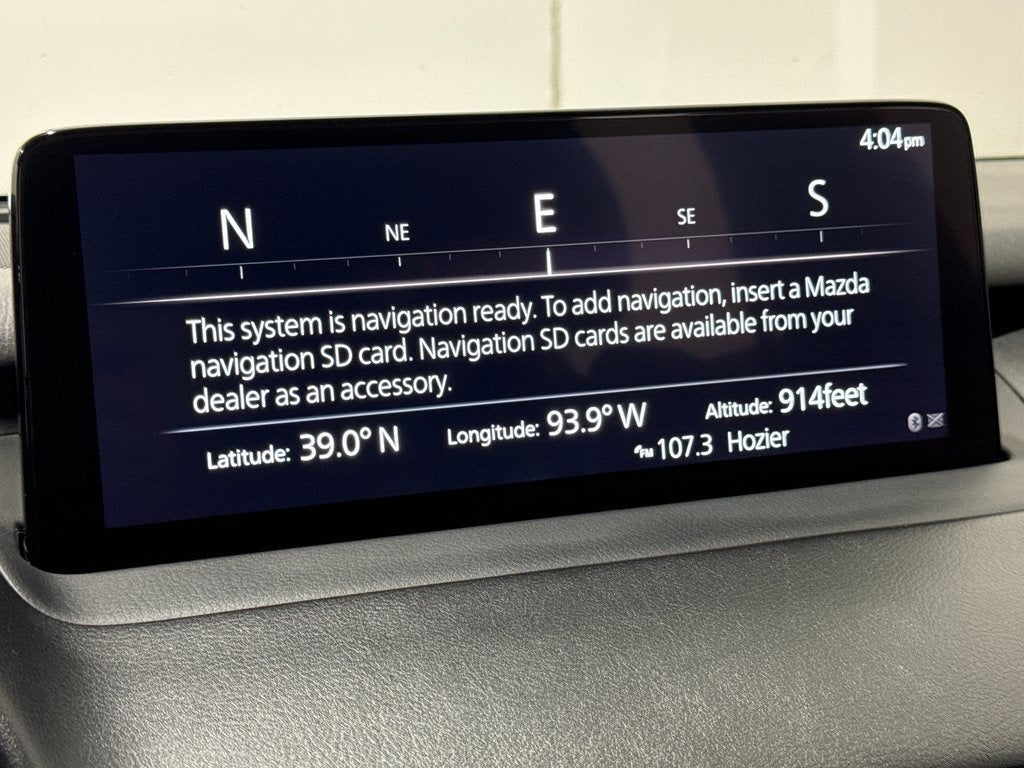 4:04pm
N NE E SE S
This system is navigation ready. To add navigation, insert a Mazda
navigation SD card. Navigation SD cards are available from your
dealer as an accessory.
Latitude: 39.0° N Longitude: 93.9° W Altitude: 914feet
FM 107.3 Hozier